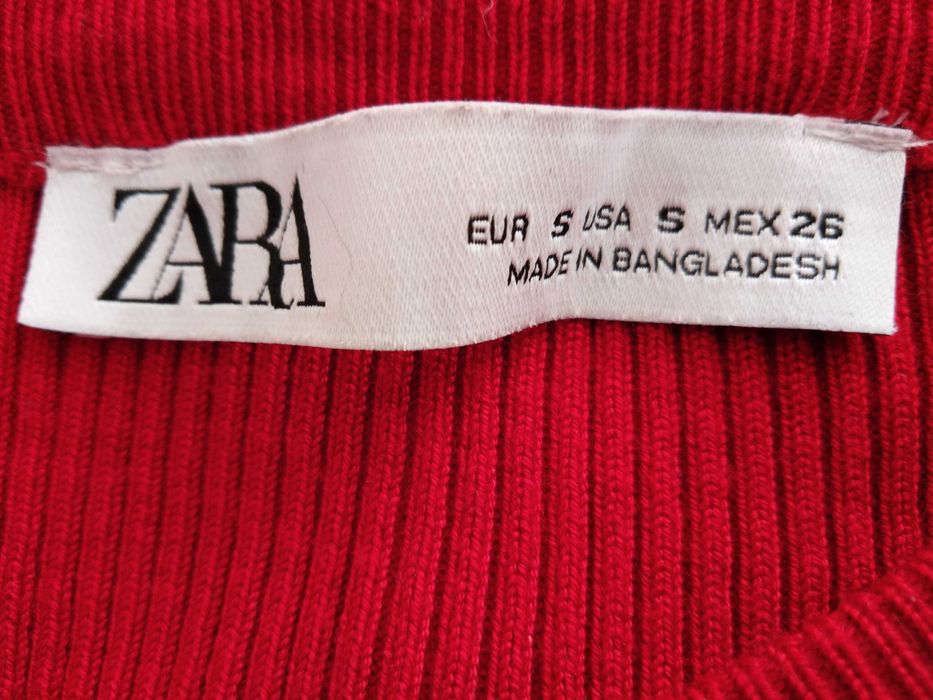 ZARA
EUR S USA S MEX 26
MADE IN BANGLADESH